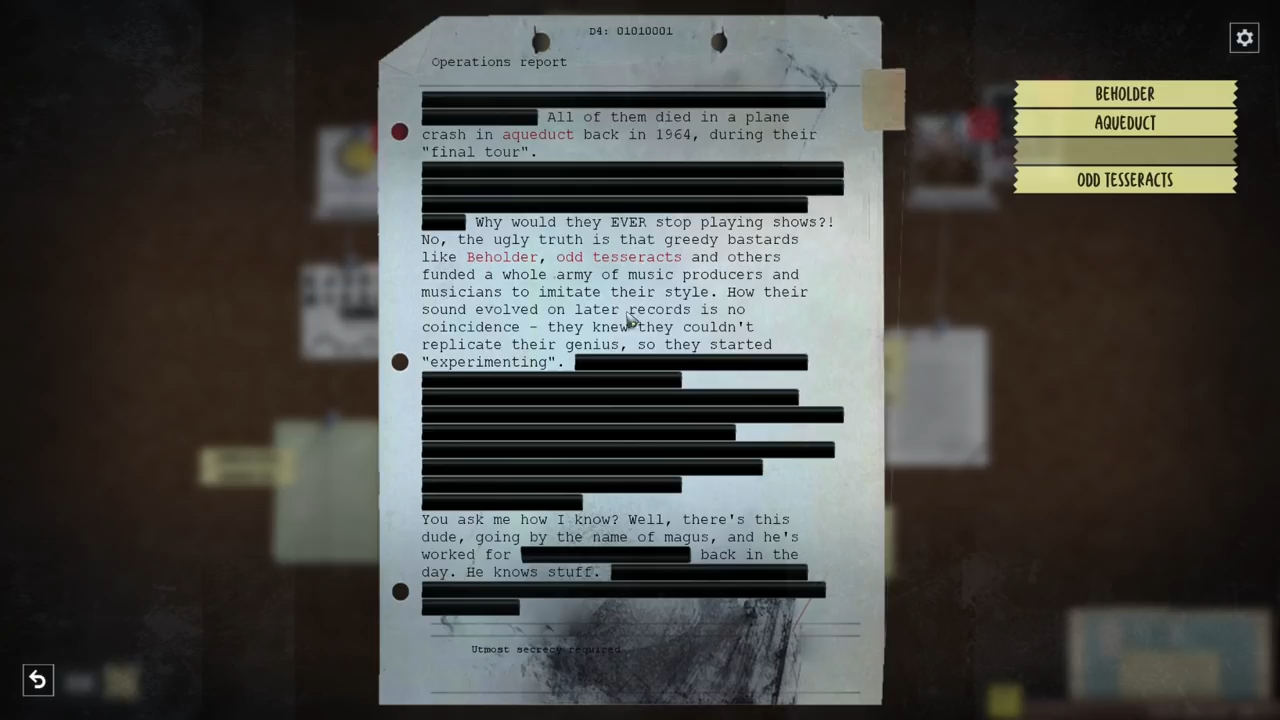 D4: 01010001
Operations report
All of them died in a plane
crash in aqueduct back in 1964, during their
"final tour".
Why would they EVER stop playing shows?!
No, the ugly truth is that greedy bastards
like Beholder, odd tesseracts and others
funded a whole army of music producers and
musicians to imitate their style. How their
sound evolved on later records is no
coincidence - they knew they couldn't
replicate their genius, so they started
"experimenting".
You ask me how I know? Well, there's this
dude, going by the name of magus, and he's
worked for back in the
day. He knows stuff.
Utmost secrecy required
BEHOLDER
AQUEDUCT
ODD TESSERACTS